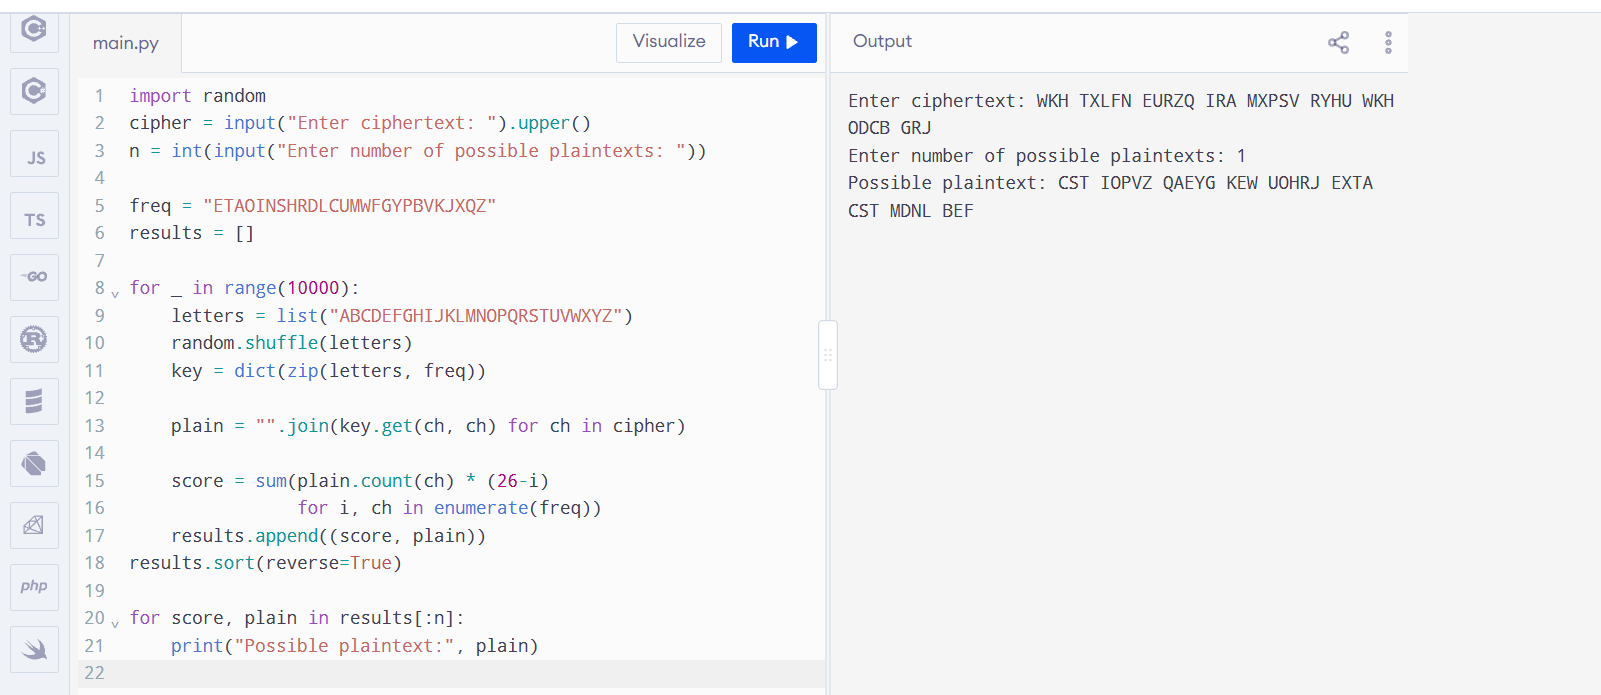 main.py
Visualize
Run
Output
JS
TS
GO
php
1 import random
2 cipher = input("Enter ciphertext: ").upper()
3 n = int(input("Enter number of possible plaintexts: "))
4
5 freq = "ETAOINSHRDLCUMWFGYPBVKJXQZ"
6 results = []
7
8 for _ in range(10000):
9     letters = list("ABCDEFGHIJKLMNOPQRSTUVWXYZ")
10     random.shuffle(letters)
11     key = dict(zip(letters, freq))
12
13     plain = "".join(key.get(ch, ch) for ch in cipher)
14
15     score = sum(plain.count(ch) * (26-i)
16                 for i, ch in enumerate(freq))
17     results.append((score, plain))
18 results.sort(reverse=True)
19
20 for score, plain in results[:n]:
21     print("Possible plaintext:", plain)
22
Enter ciphertext: WKH TXLFN EURZQ IRA MXPSV RYHU WKH
ODCB GRJ
Enter number of possible plaintexts: 1
Possible plaintext: CST IOPVZ QAEYG KEW UOHRJ EXTA
CST MDNL BEF